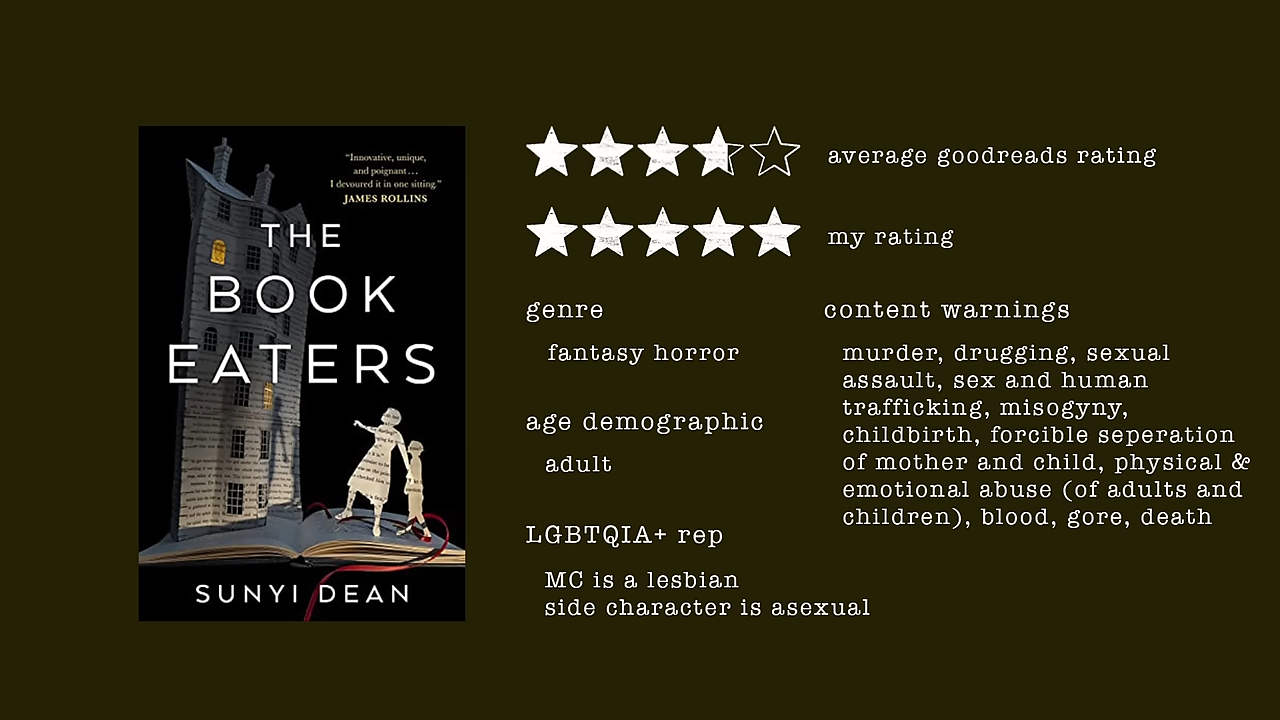 “Innovative, unique,
and poignant...
I devoured it in one sitting.”
JAMES ROLLINS
THE
BOOK
EATERS
SUNYI DEAN
average goodreads rating
my rating
genre
fantasy horror
age demographic
adult
LGBTQIA+ rep
MC is a lesbian
side character is asexual
content warnings
murder, drugging, sexual
assault, sex and human
trafficking, misogyny,
childbirth, forcible seperation
of mother and child, physical &
emotional abuse (of adults and
children), blood, gore, death